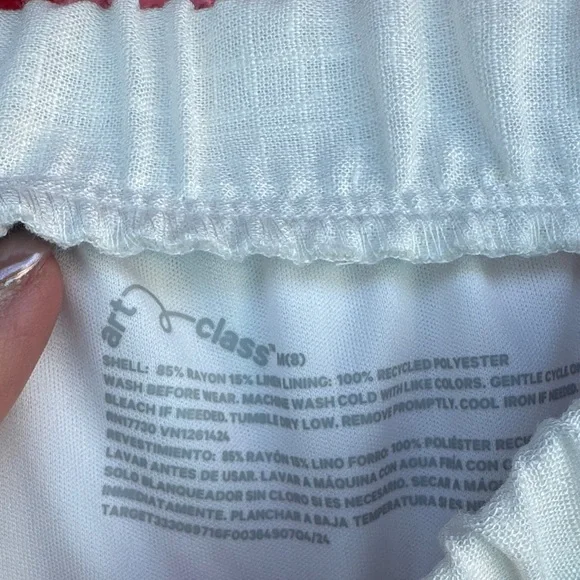 art class M(8)
SHELL: 85% RAYON 15% LINEN LINING: 100% RECYCLED POLYESTER
WASH BEFORE WEAR. MACHINE WASH COLD WITH LIKE COLORS. GENTLE CYCLE
BLEACH IF NEEDED. TUMBLE DRY LOW, REMOVE PROMPTLY. COOL IRON IF NEEDED
RN17730 VN1261424
REVESTIMIENTO: 85% RAYÓN 15% LINO FORRO: 100% POLIÉSTER
LAVAR ANTES DE USAR. LAVAR A MÁQUINA CON AGUA FRÍA CON
SOLO BLANQUEADOR SIN CLORO SI ES NECESARIO. SECAR A
INMEDIATAMENTE. PLANCHAR A BAJA TEMPERATURA SI ES